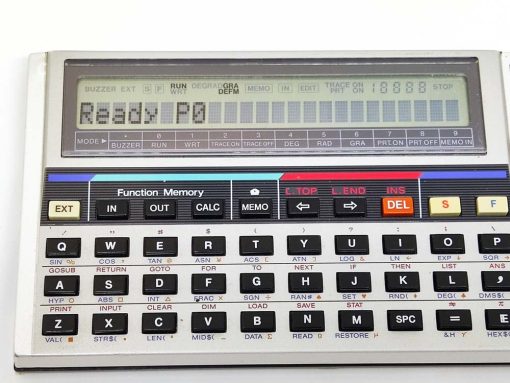 BUZZER EXT S F RUN WRT DEGRAD GRA DEFM MEMO IN EDIT TRACE ON PRT ON STOP
Ready P0
MODE ▶ • 0 1 2 3 4 5 6 7 8 9
BUZZER RUN WRT TRACE ON TRACE OFF DEG RAD GRA PRT.ON PRT OFF MEMO IN
Function Memory L.TOP L.END INS
EXT IN OUT CALC MEMO ⇦ ⇨ DEL S F
! " # $ % & ' ( )
Q W E R T Y U I O P
SIN COS TAN ASN ACS ATN LOG LN EXP SQR
GOSUB RETURN GOTO FOR TO NEXT IF THEN LIST ANS
A S D F G H J K L
HYP ABS INT FRAC SGN RAN# SET RND( DEG( DMS$(
PRINT INPUT CLEAR DIM LOAD SAVE STAT
Z X C V B N M SPC = E
VAL( STR$( LEN( MID$( DATA READ RESTORE &H HEX$(